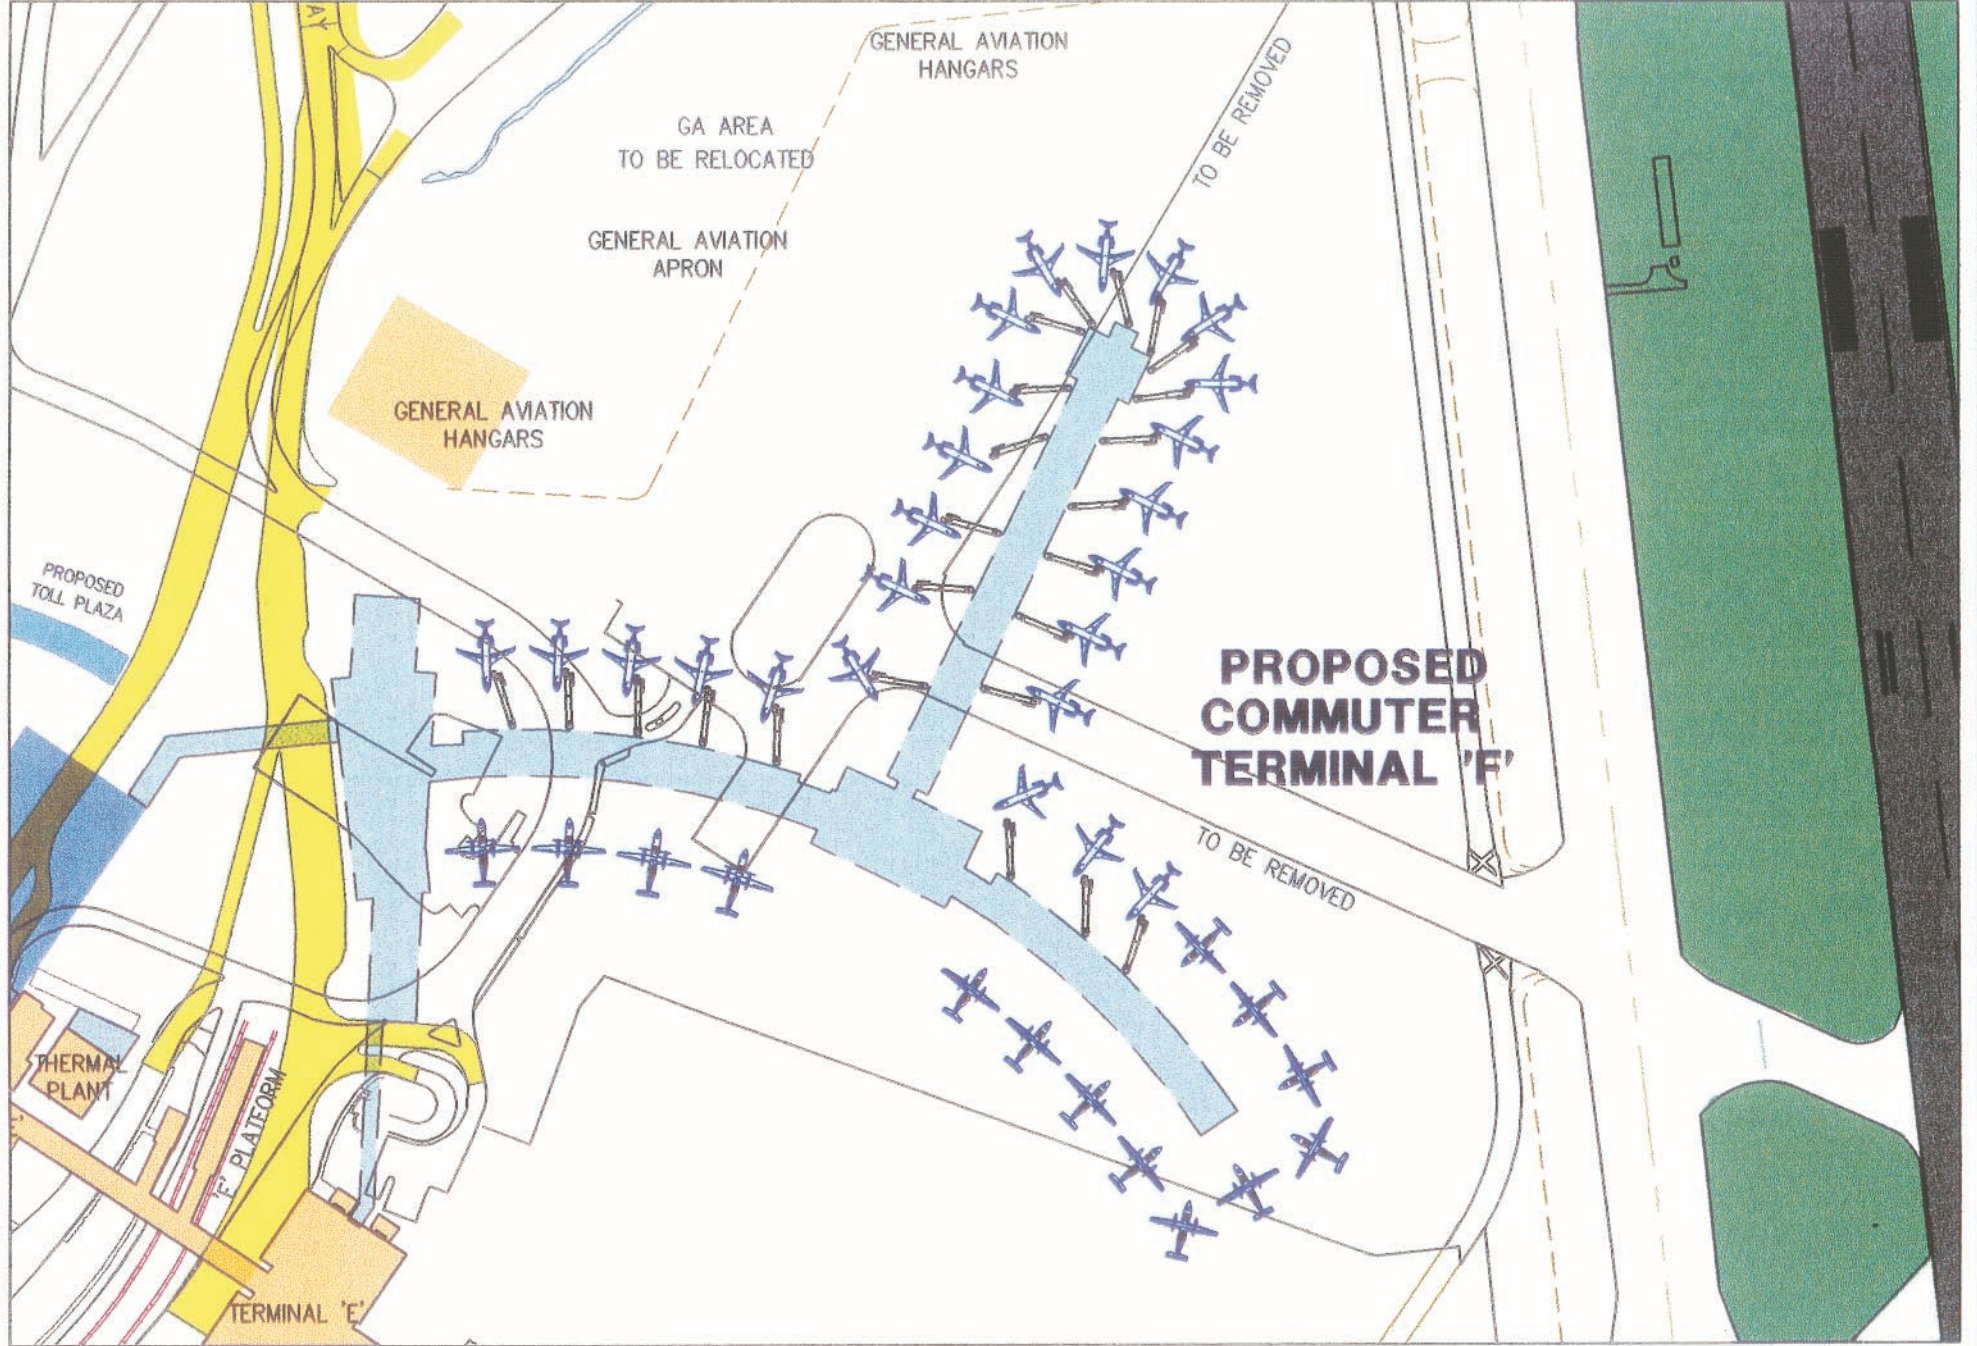 AY
GENERAL AVIATION
HANGARS
TO BE REMOVED
GA AREA
TO BE RELOCATED
GENERAL AVIATION
APRON
GENERAL AVIATION
HANGARS
PROPOSED
TOLL PLAZA
PROPOSED
COMMUTER
TERMINAL 'F'
TO BE REMOVED
THERMAL
PLANT
'E'
'F' PLATFORM
TERMINAL 'E'